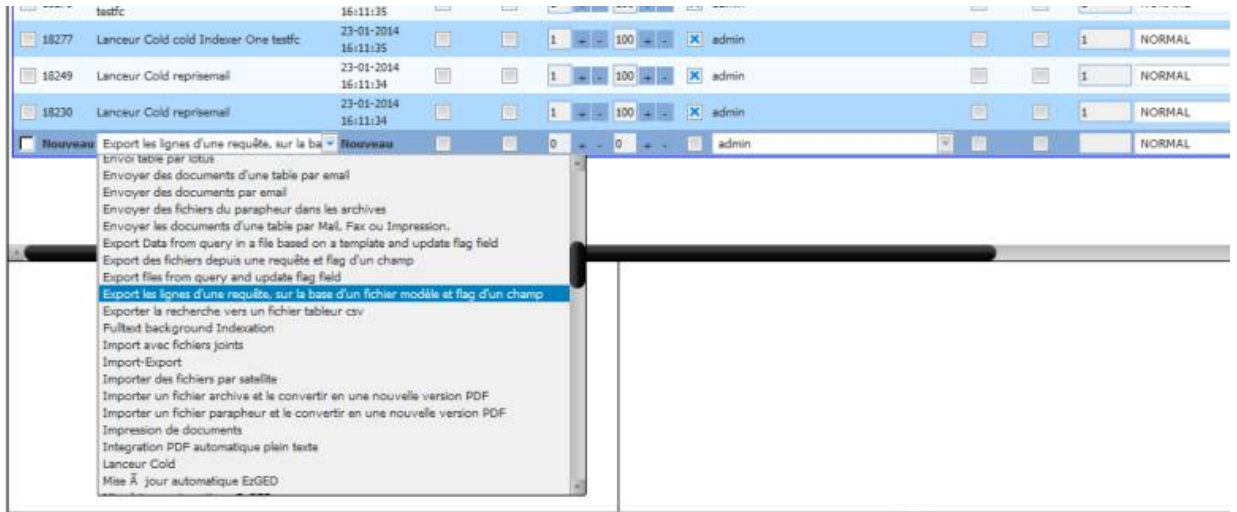 testfc 16:11:35
18277 Lanceur Cold cold Indexer One testfc 23-01-2014 16:11:35 1 + - 100 + - admin 1 NORMAL
18249 Lanceur Cold reprisemail 23-01-2014 16:11:34 1 + - 100 + - admin 1 NORMAL
18230 Lanceur Cold reprisemail 23-01-2014 16:11:34 1 + - 100 + - admin 1 NORMAL
Nouveau Export les lignes d'une requête, sur la ba Nouveau 0 + - 0 + - admin NORMAL
Envoi table par lotus
Envoyer des documents d'une table par email
Envoyer des documents par email
Envoyer des fichiers du parapheur dans les archives
Envoyer les documents d'une table par Mail, Fax ou Impression.
Export Data from query in a file based on a template and update flag field
Export des fichiers depuis une requête et flag d'un champ
Export files from query and update flag field
Export les lignes d'une requête, sur la base d'un fichier modèle et flag d'un champ
Exporter la recherche vers un fichier tableur csv
Fulltext background Indexation
Import avec fichiers joints
Import-Export
Importer des fichiers par satellite
Importer un fichier archive et le convertir en une nouvelle version PDF
Importer un fichier parapheur et le convertir en une nouvelle version PDF
Impression de documents
Integration PDF automatique plein texte
Lanceur Cold
Mise Ã jour automatique EzGED